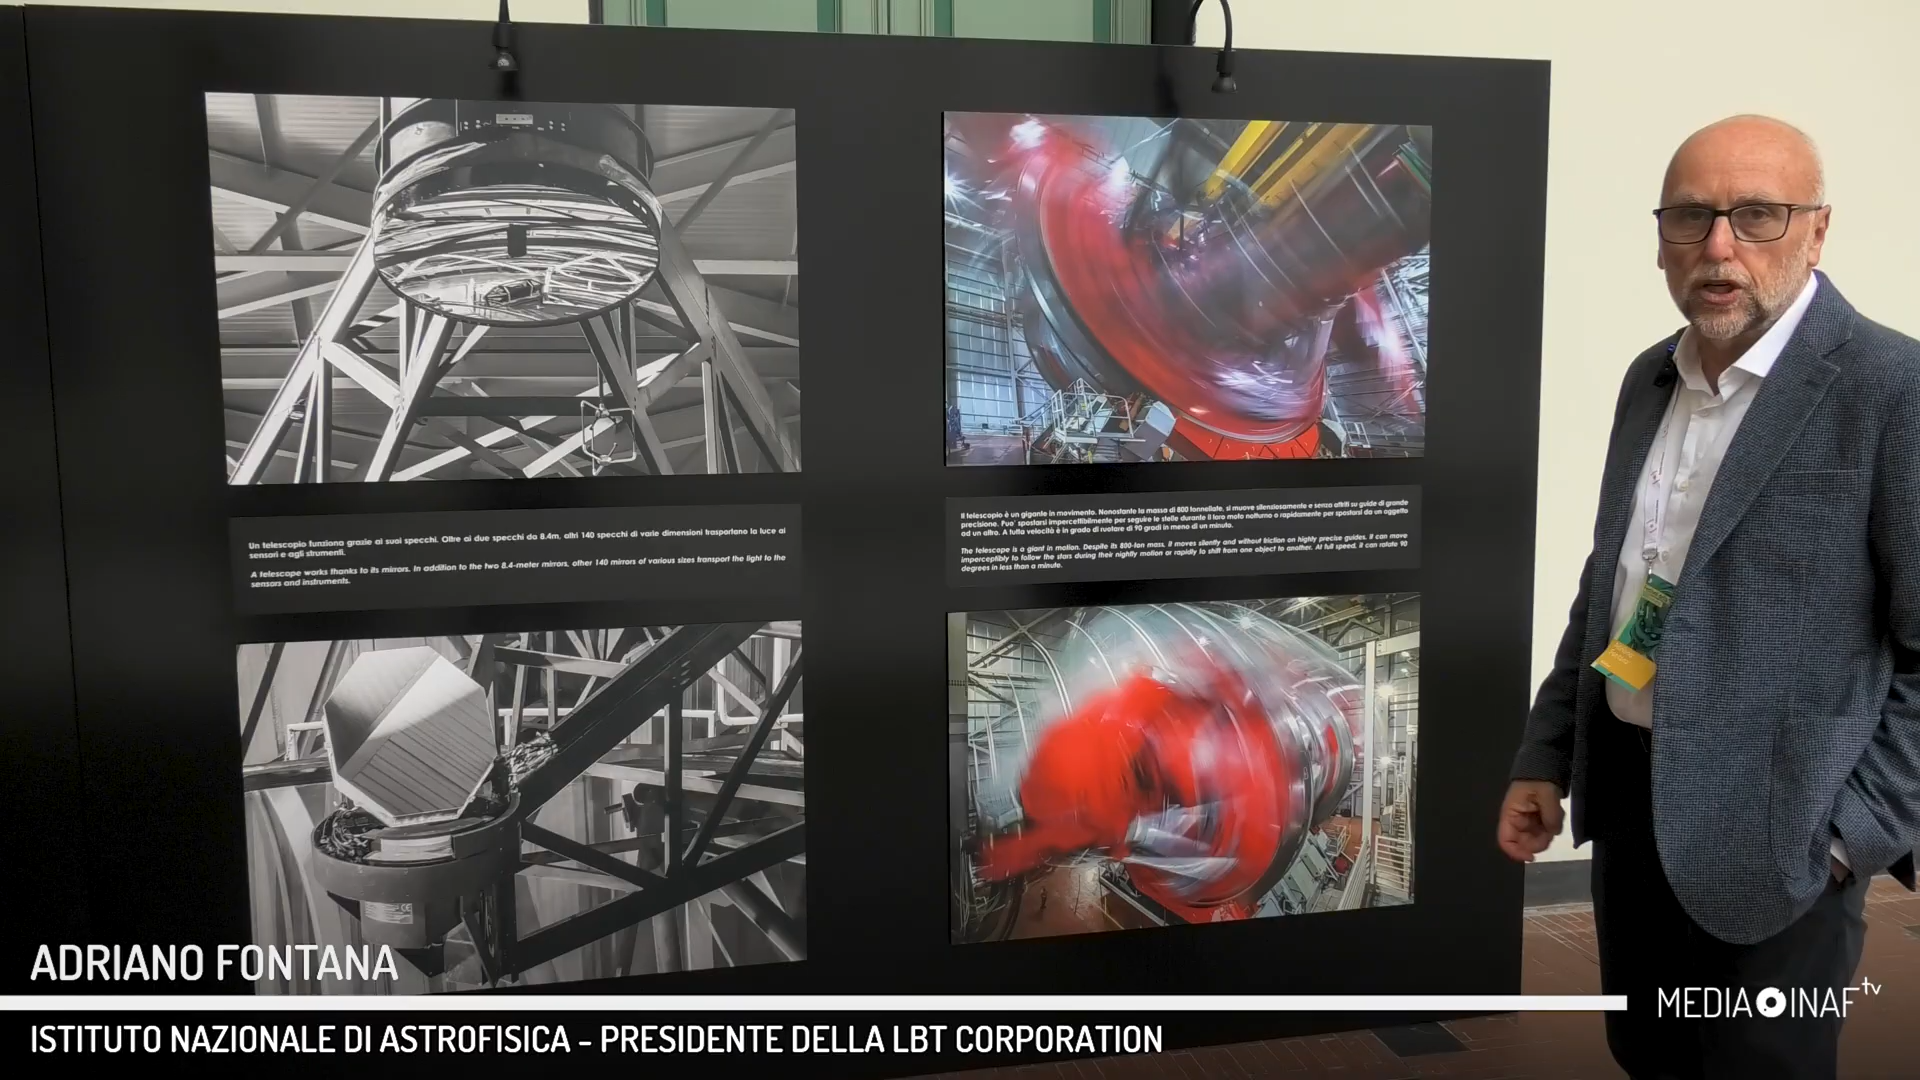 Un telescopio funziona grazie ai suoi specchi. Oltre ai due specchi da 8.4m, altri 140 specchi di varie dimensioni trasportano la luce ai
sensori e agli strumenti.
A telescope works thanks to its mirrors. In addition to the two 8.4-meter mirrors, other 140 mirrors of various sizes transport the light to the
sensors and instruments.
Il telescopio è un gigante in movimento. Nonostante la massa di 800 tonnellate, si muove silenziosamente e senza attriti su guide di grande
precisione. Puo' spostarsi impercettibilmente per seguire le stelle durante il loro moto notturno o rapidamente per spostarsi da un oggetto
ad un altro. A tutta velocità è in grado di ruotare di 90 gradi in meno di un minuto.
The telescope is a giant in motion. Despite its 800-ton mass, it moves silently and without friction on highly precise guides. It can move
imperceptibly to follow the stars during their nightly motion or rapidly to shift from one object to another. At full speed, it can rotate 90
degrees in less than a minute.
ADRIANO FONTANA
ISTITUTO NAZIONALE DI ASTROFISICA - PRESIDENTE DELLA LBT CORPORATION
MEDIA INAF tv